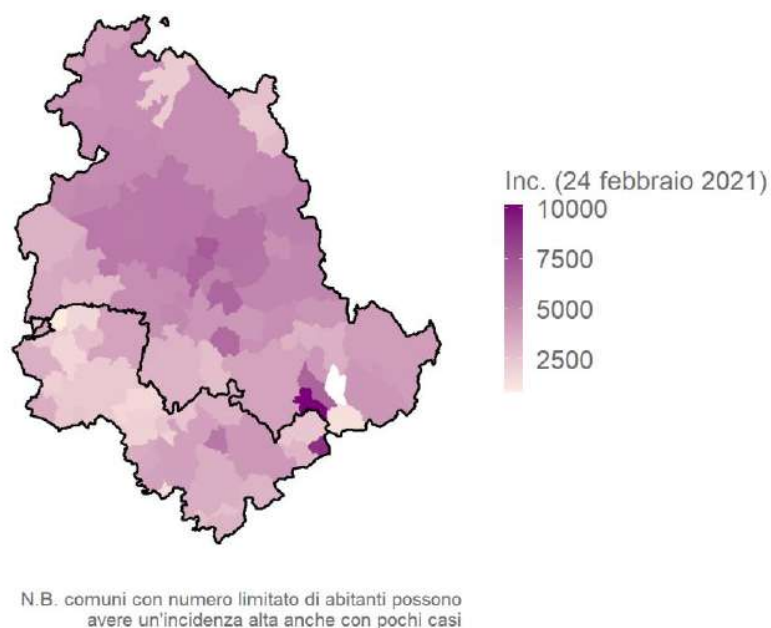 Inc. (24 febbraio 2021)
10000
7500
5000
2500
N.B. comuni con numero limitato di abitanti possono
avere un'incidenza alta anche con pochi casi